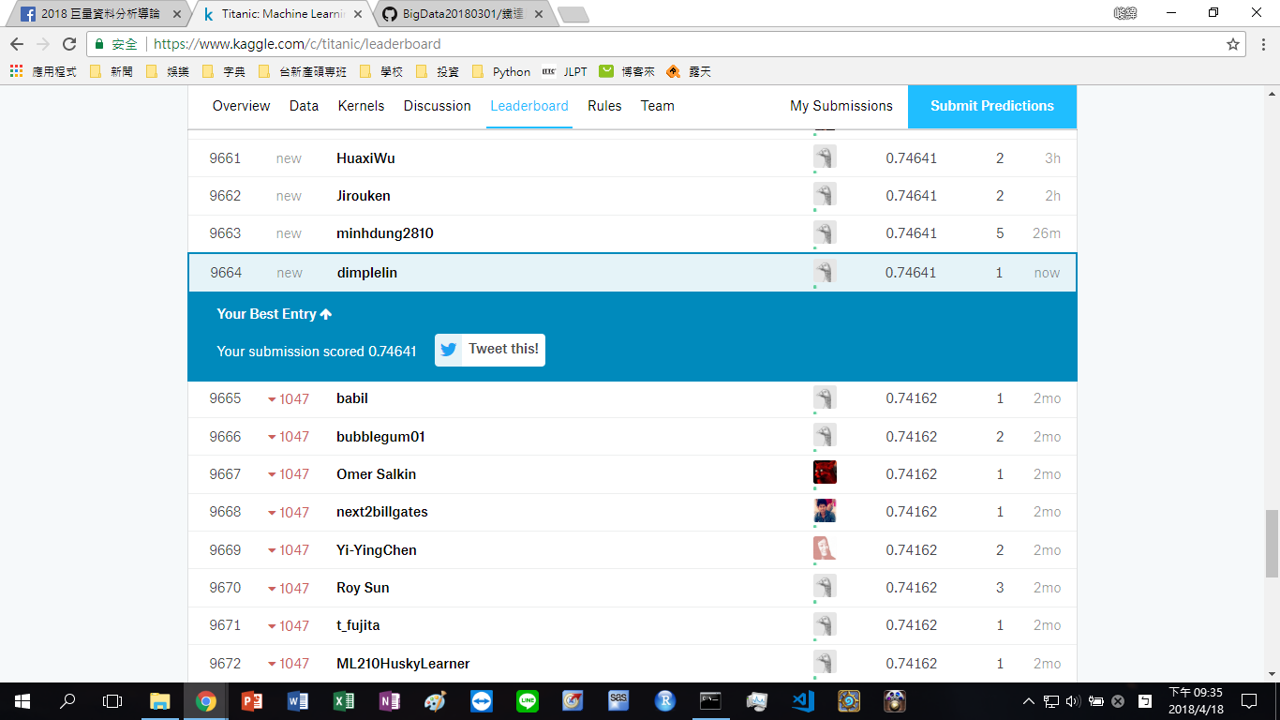 2018 巨量資料分析導論
Titanic: Machine Learnin
BigData20180301/鐵達
安全
https://www.kaggle.com/c/titanic/leaderboard
應用程式 新聞 娛樂 字典 台新產碩專班 學校 投資 Python JLPT 博客來 露天
Overview Data Kernels Discussion Leaderboard Rules Team My Submissions Submit Predictions
9661 new HuaxiWu 0.74641 2 3h
9662 new Jirouken 0.74641 2 2h
9663 new minhdung2810 0.74641 5 26m
9664 new dimplelin 0.74641 1 now
Your Best Entry
Your submission scored 0.74641 Tweet this!
9665 1047 babil 0.74162 1 2mo
9666 1047 bubblegum01 0.74162 2 2mo
9667 1047 Omer Salkin 0.74162 1 2mo
9668 1047 next2billgates 0.74162 1 2mo
9669 1047 Yi-YingChen 0.74162 2 2mo
9670 1047 Roy Sun 0.74162 3 2mo
9671 1047 t_fujita 0.74162 1 2mo
9672 1047 ML210HuskyLearner 0.74162 1 2mo
下午 09:35
2018/4/18